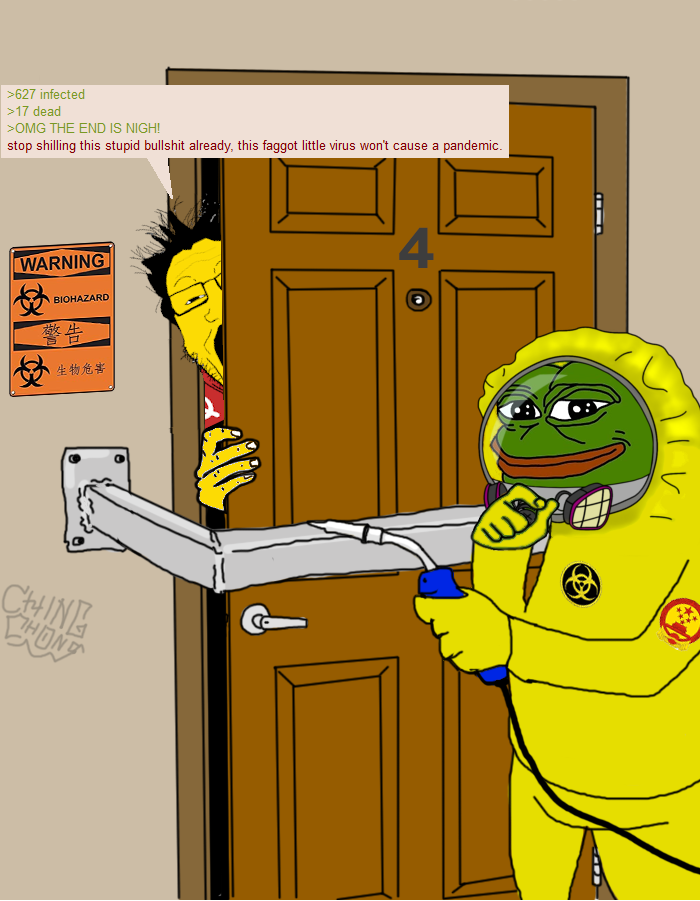 >627 infected
>17 dead
>OMG THE END IS NIGH!
stop shilling this stupid bullshit already, this faggot little virus won't cause a pandemic.
4
WARNING
BIOHAZARD
警告
生物危害
CHING
CHONG